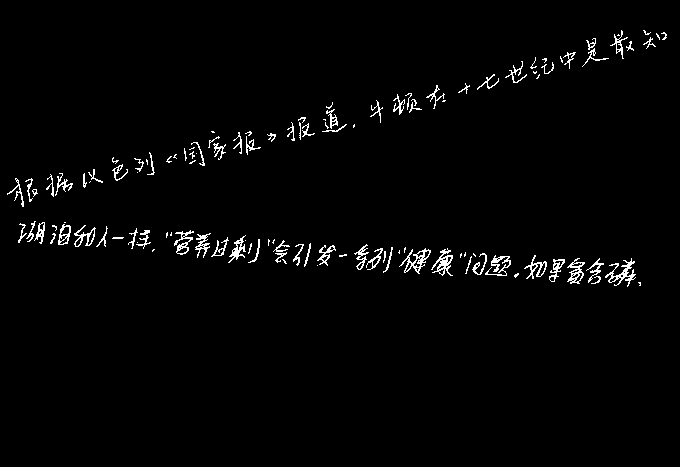 根据以色列《国家报》报道,牛顿在十七世纪中是最知
湖泊和人一样,"营养过剩"会引发一系列"健康"问题。如果富含磷、